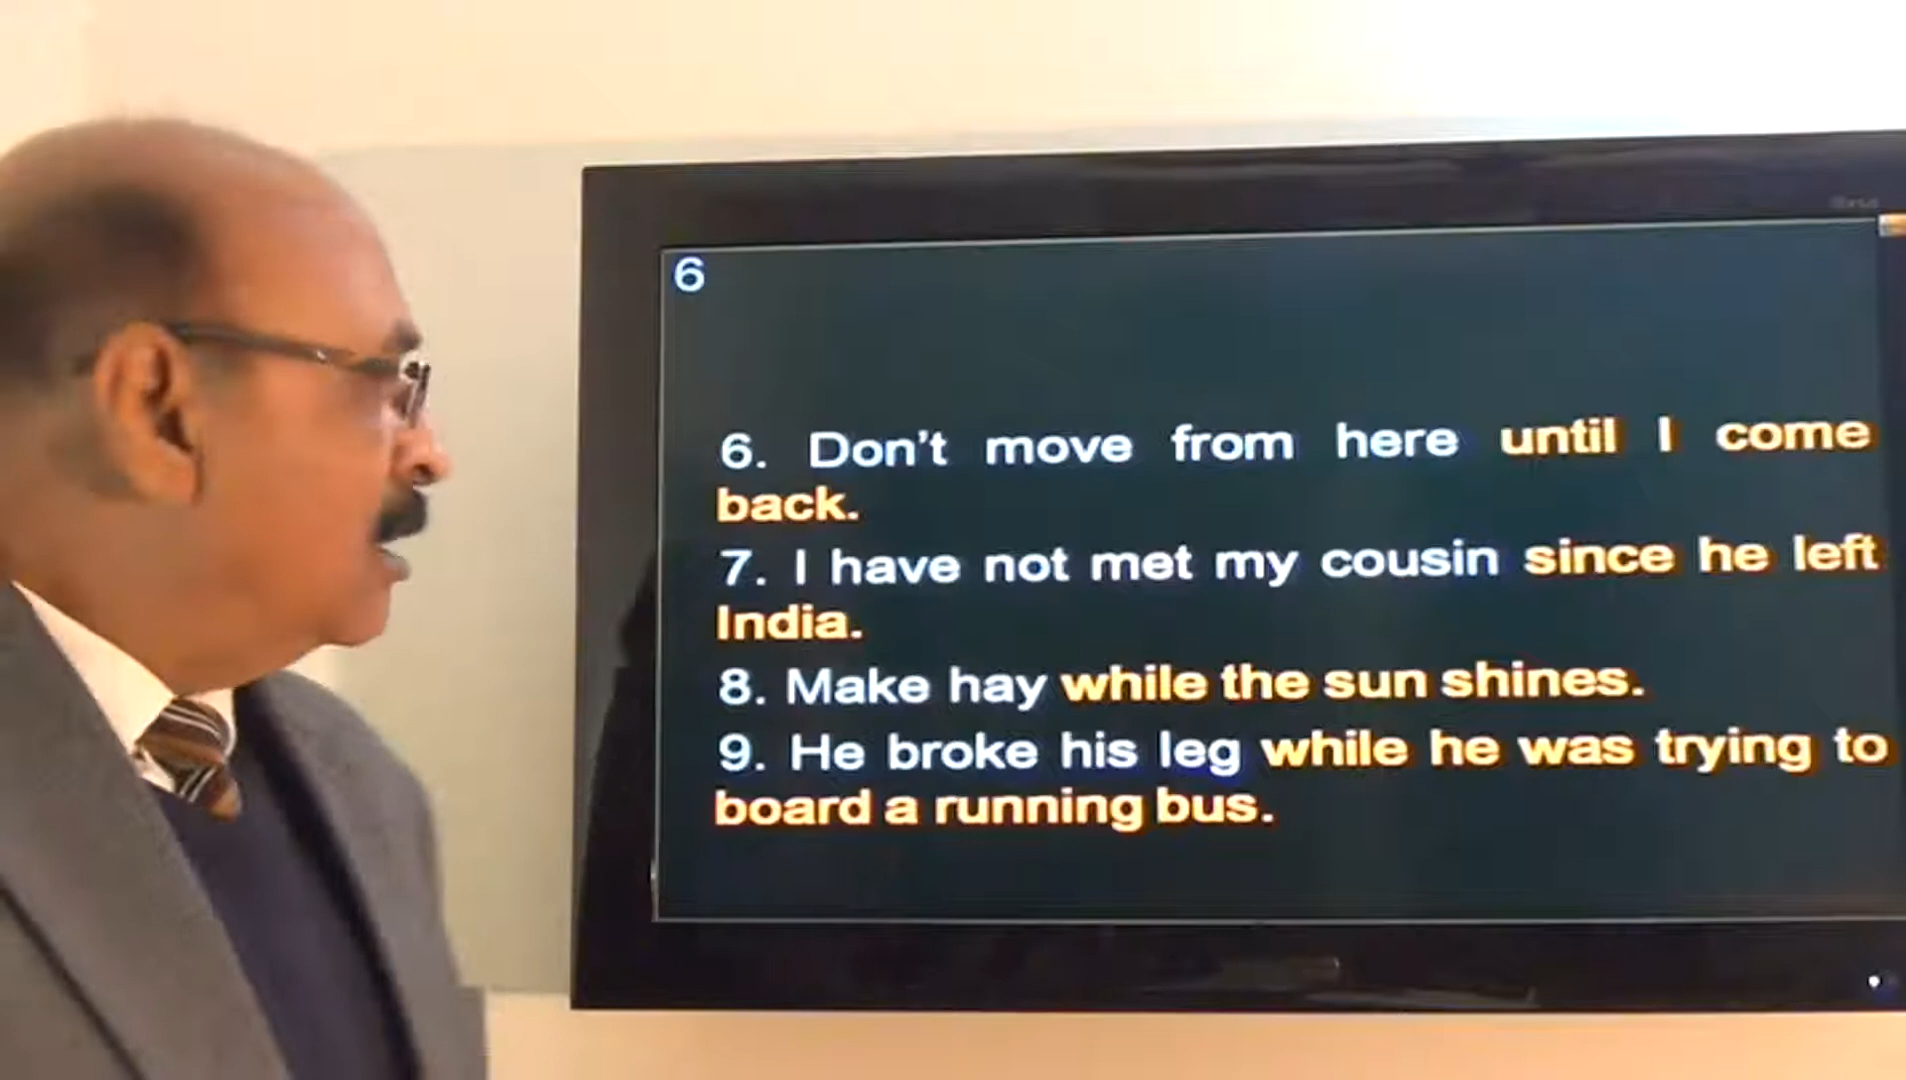 6
6. Don't move from here until I come
back.
7. I have not met my cousin since he left
India.
8. Make hay while the sun shines.
9. He broke his leg while he was trying to
board a running bus.